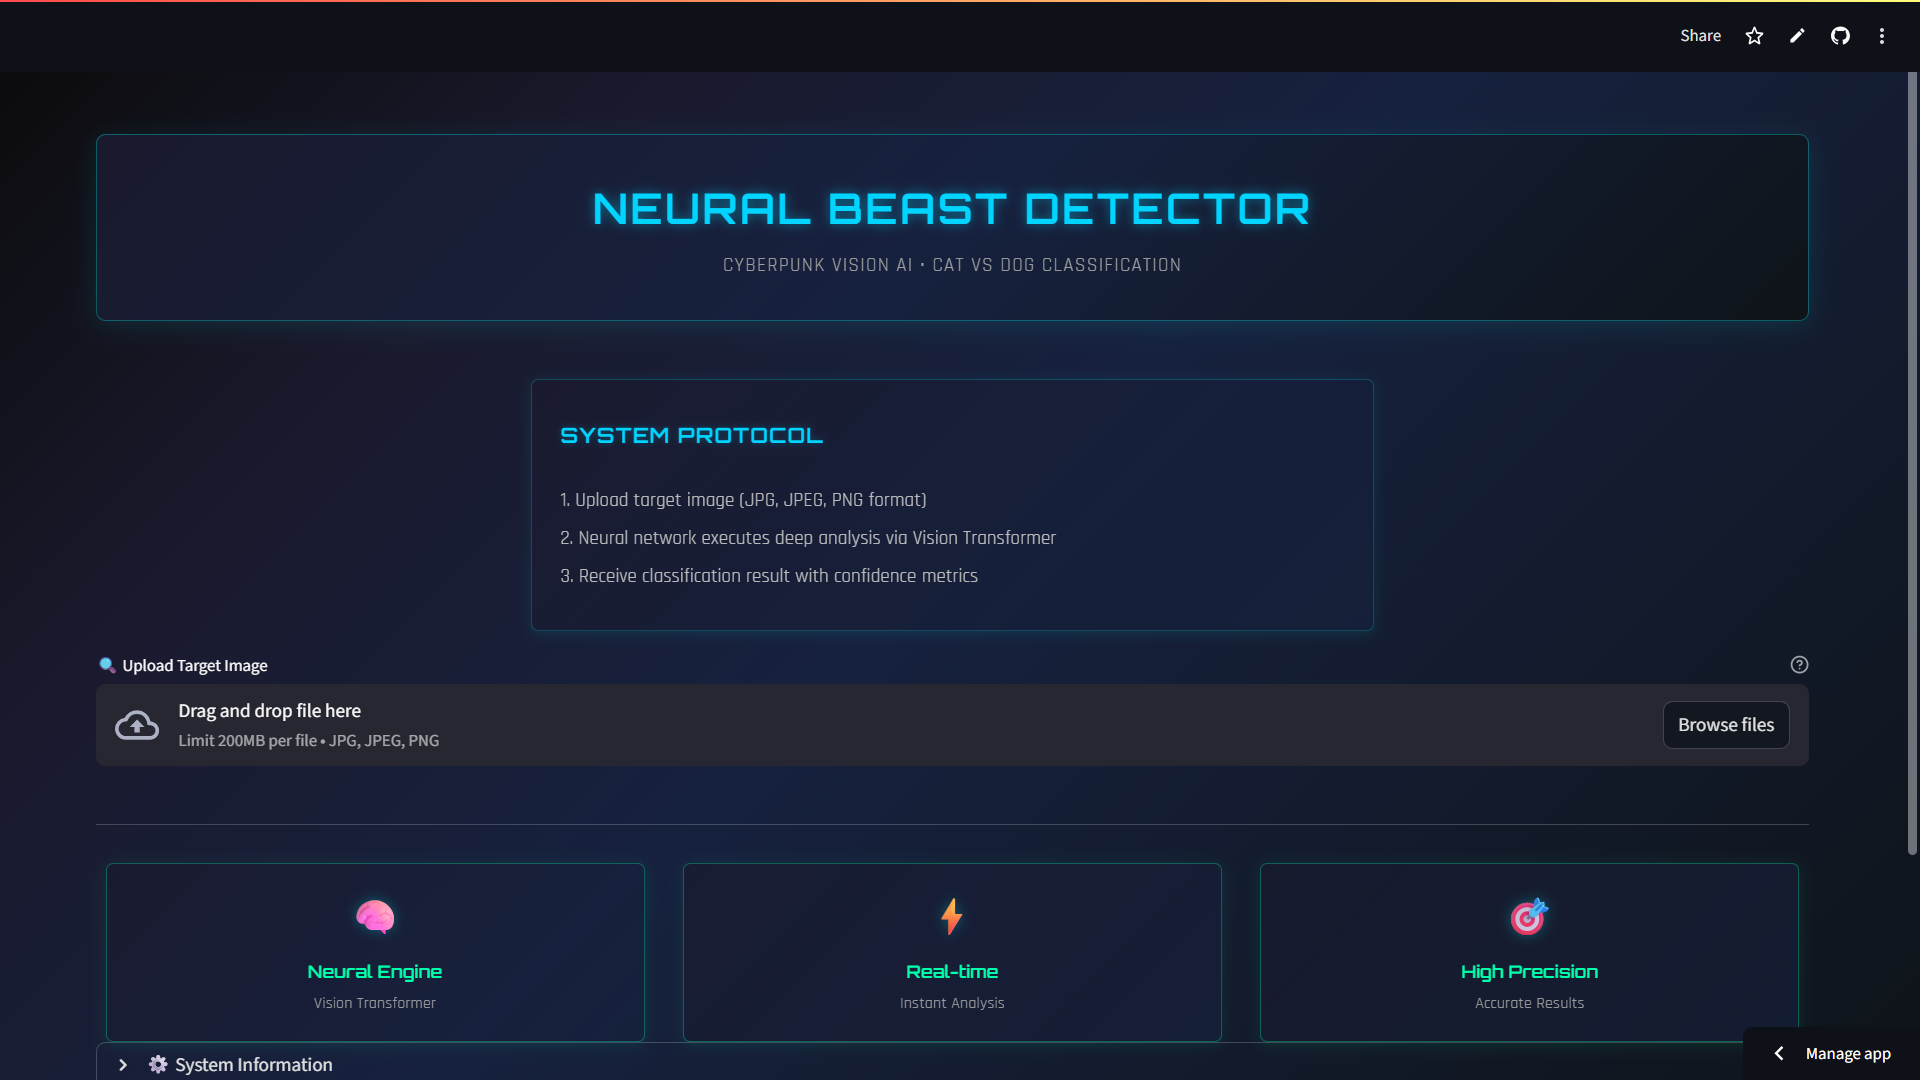 Share
NEURAL BEAST DETECTOR
CYBERPUNK VISION AI • CAT VS DOG CLASSIFICATION
SYSTEM PROTOCOL
1. Upload target image (JPG, JPEG, PNG format)
2. Neural network executes deep analysis via Vision Transformer
3. Receive classification result with confidence metrics
Upload Target Image
Drag and drop file here
Limit 200MB per file • JPG, JPEG, PNG
Browse files
Neural Engine
Vision Transformer
Real-time
Instant Analysis
High Precision
Accurate Results
System Information
Manage app